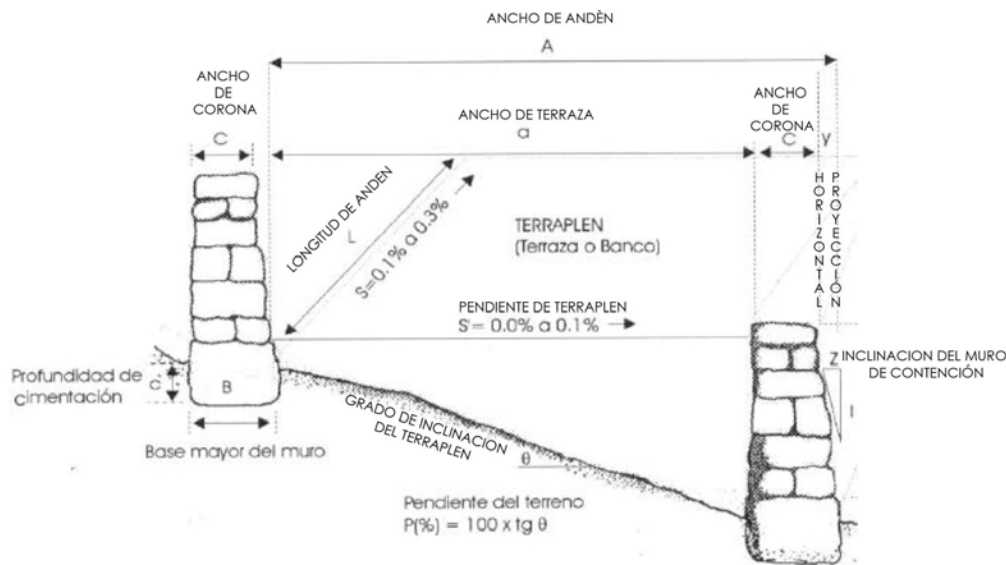 ANCHO DE ANDÈN
A
ANCHO
DE
CORONA
C
ANCHO DE TERRAZA
a
ANCHO
DE
CORONA
C
y
HORIZONTAL
PROYECCIÓN
LONGITUD DE ANDEN
L
S=0.1% a 0.3%
TERRAPLEN
(Terraza o Banco)
PENDIENTE DE TERRAPLEN
S'= 0.0% a 0.1%
Z
INCLINACION DEL MURO
DE CONTENCIÓN
1
Profundidad de
cimentación
c'
B
Base mayor del muro
GRADO DE INCLINACION
DEL TERRAPLEN
θ
Pendiente del terreno
P(%) = 100 x tg θ